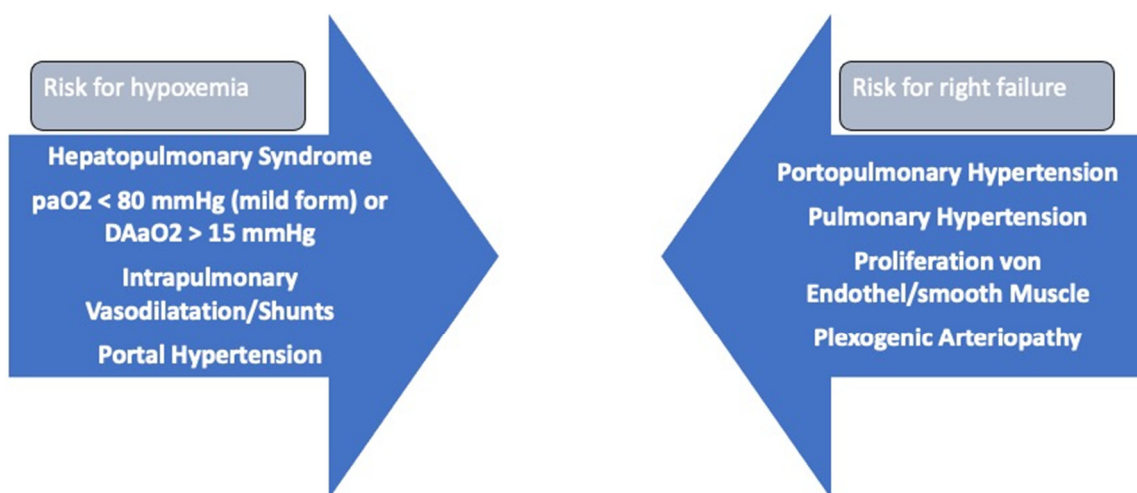 Risk for hypoxemia
Hepatopulmonary Syndrome
paO2 < 80 mmHg (mild form) or
DAaO2 > 15 mmHg
Intrapulmonary
Vasodilatation/Shunts
Portal Hypertension
Risk for right failure
Portopulmonary Hypertension
Pulmonary Hypertension
Proliferation von
Endothel/smooth Muscle
Plexogenic Arteriopathy